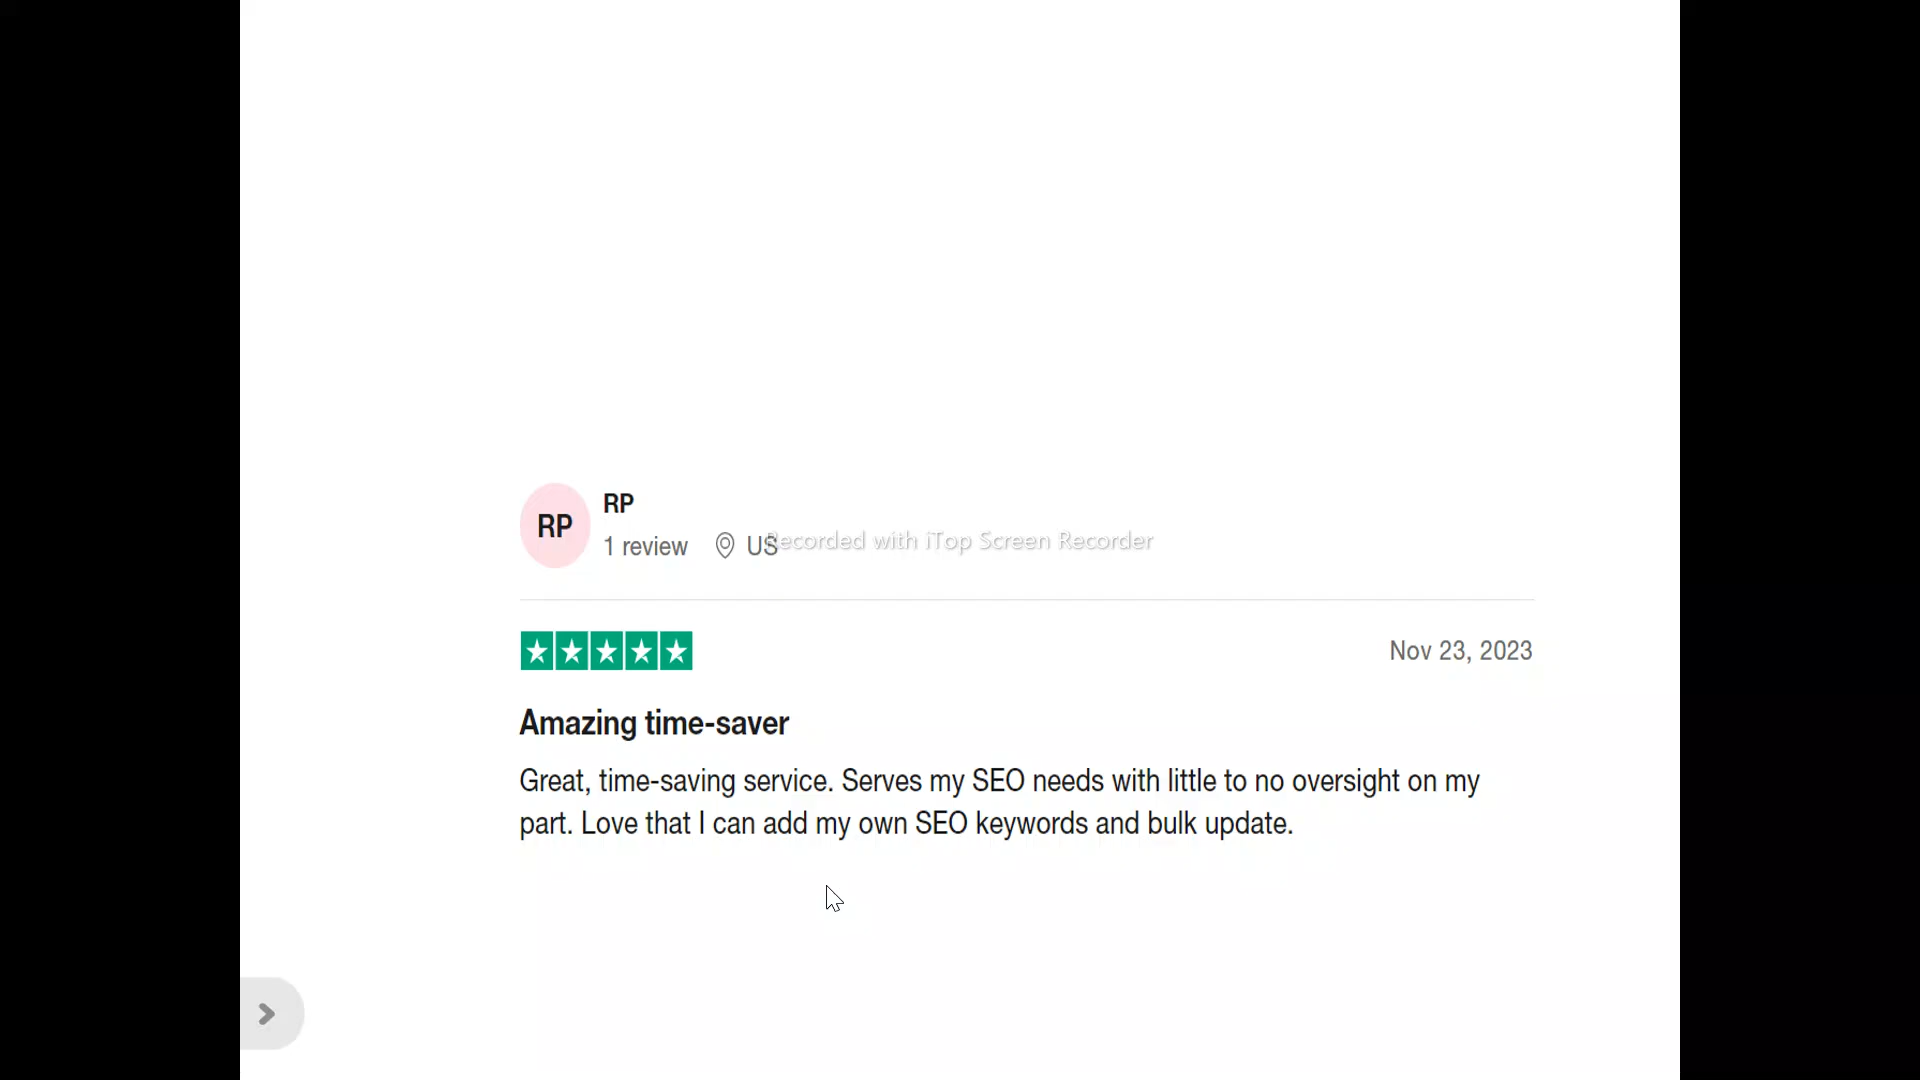 RP
RP
1 review US
Recorded with iTop Screen Recorder
Nov 23, 2023
Amazing time-saver
Great, time-saving service. Serves my SEO needs with little to no oversight on my
part. Love that I can add my own SEO keywords and bulk update.